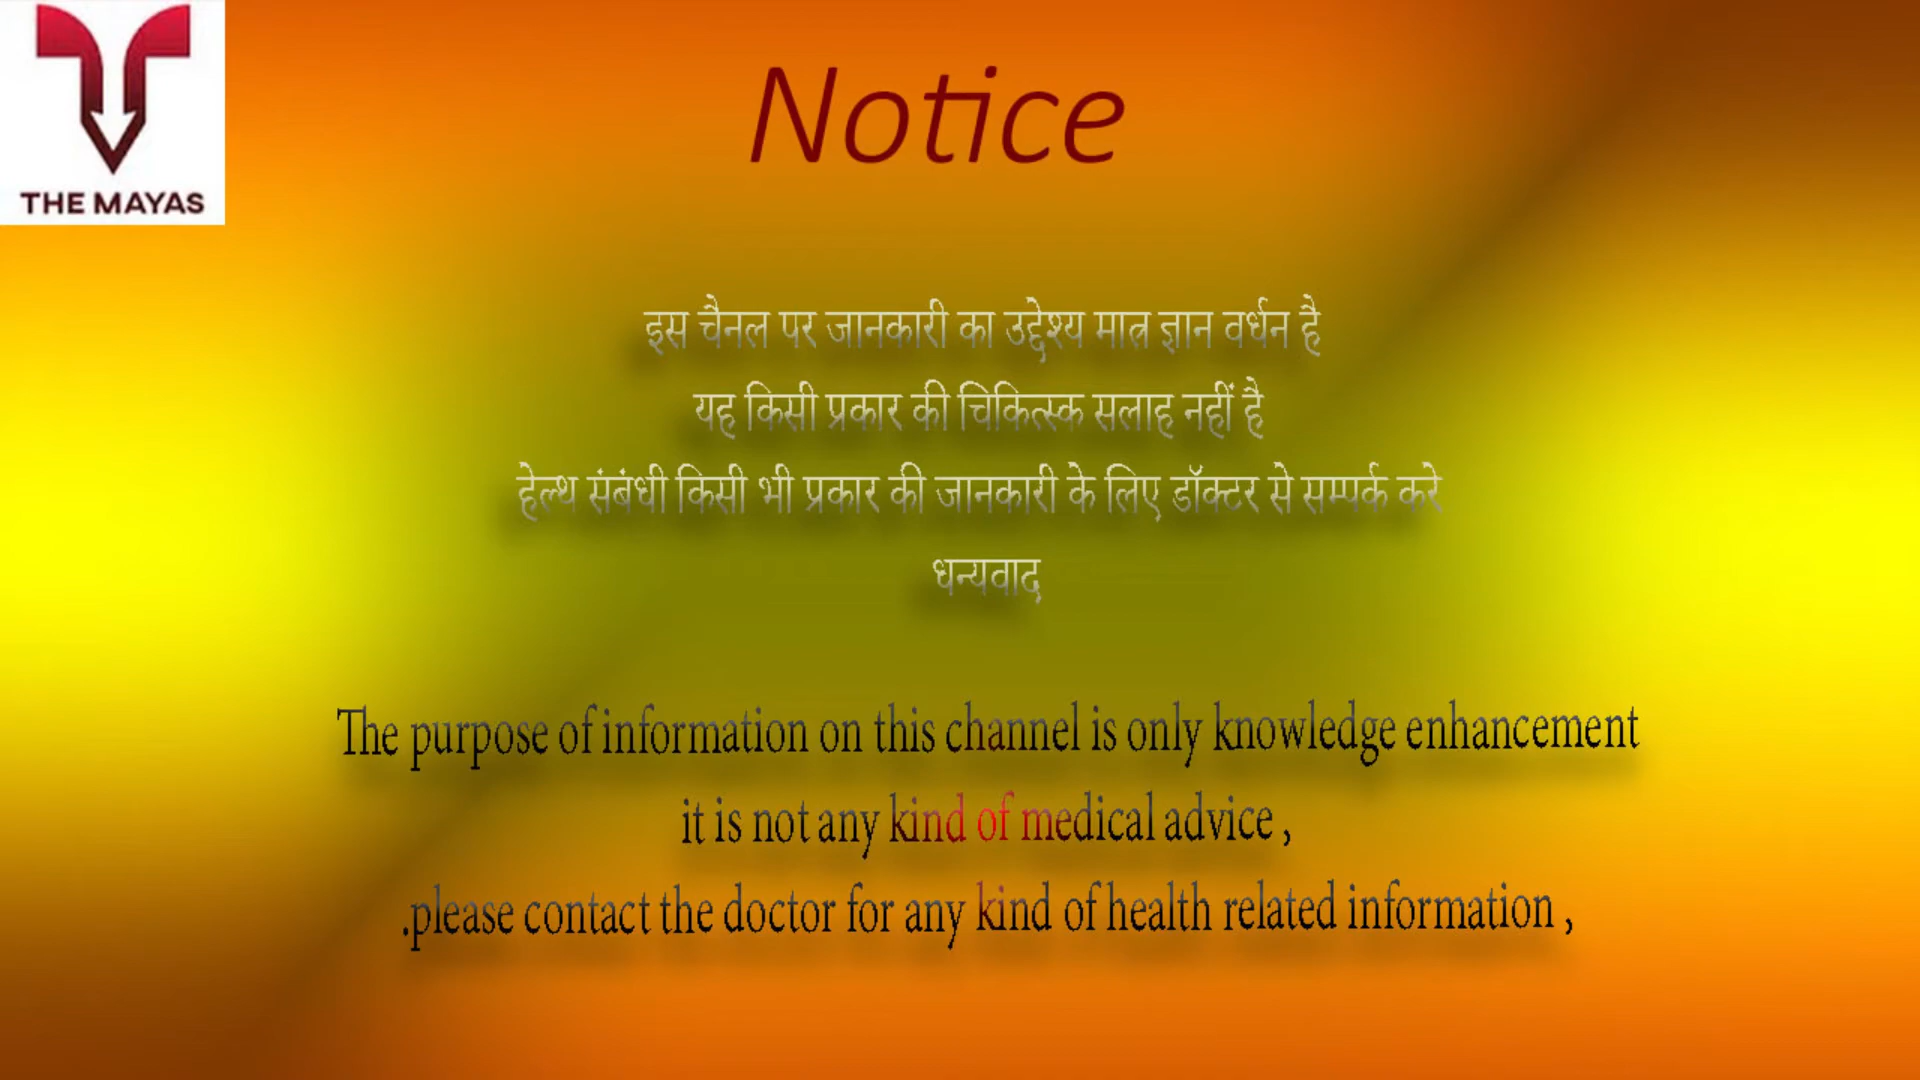 THE MAYAS
Notice
इस चैनल पर जानकारी का उद्देश्य मात्र ज्ञान वर्धन है
यह किसी प्रकार की चिकित्स्क सलाह नहीं है
हेल्थ संबंधी किसी भी प्रकार की जानकारी के लिए डॉक्टर से सम्पर्क करे
धन्यवाद
The purpose of information on this channel is only knowledge enhancement
it is not any kind of medical advice ,
.please contact the doctor for any kind of health related information ,